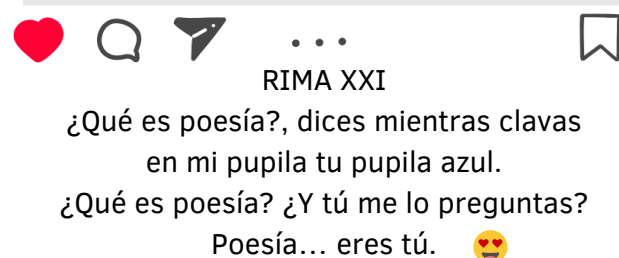 RIMA XXI
¿Qué es poesía?, dices mientras clavas
en mi pupila tu pupila azul.
¿Qué es poesía? ¿Y tú me lo preguntas?
Poesía... eres tú. 😍